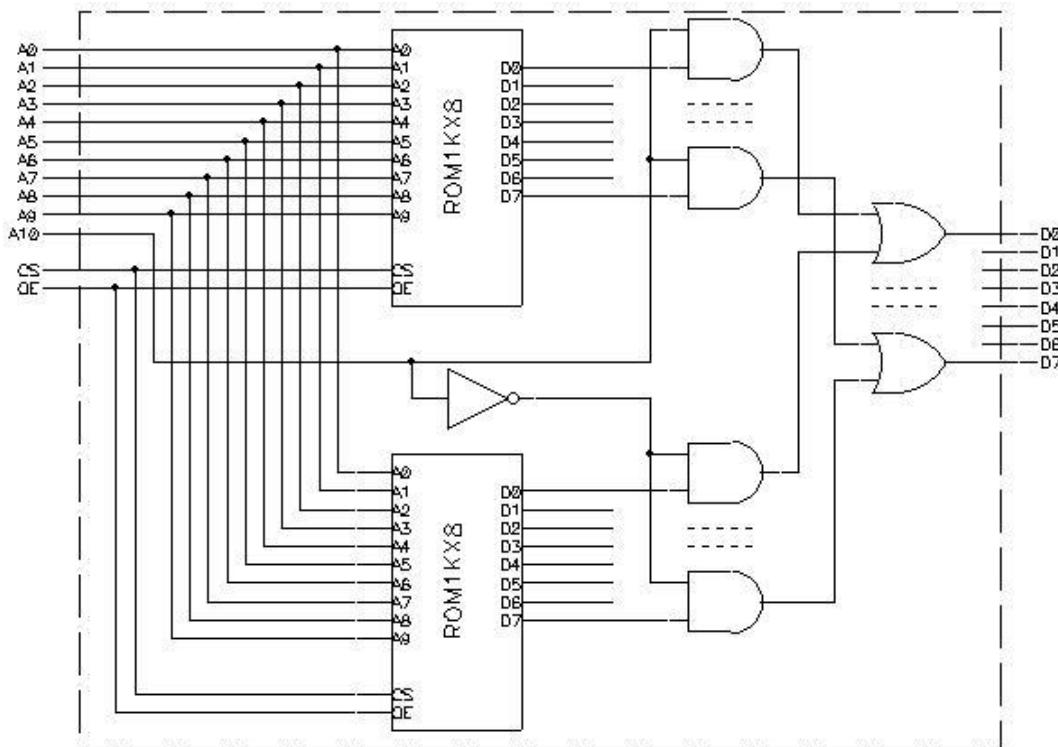 A0
A1
A2
A3
A4
A5
A6
A7
A8
A9
A10
CS
OE
A0
A1
A2
A3
A4
A5
A6
A7
A8
A9
CS
OE
ROM1KX8
D0
D1
D2
D3
D4
D5
D6
D7
A0
A1
A2
A3
A4
A5
A6
A7
A8
A9
CS
OE
ROM1KX8
D0
D1
D2
D3
D4
D5
D6
D7
D0
D1
D2
D3
D4
D5
D6
D7